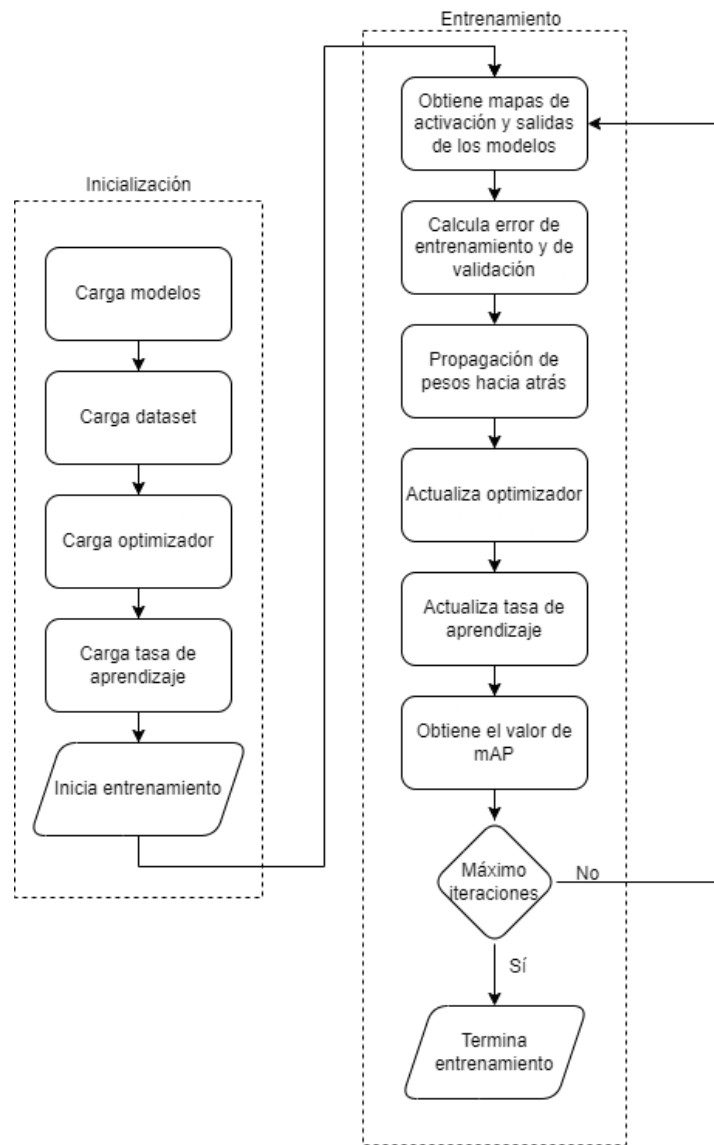 Inicialización
Carga modelos
Carga dataset
Carga optimizador
Carga tasa de
aprendizaje
Inicia entrenamiento
Entrenamiento
Obtiene mapas de
activación y salidas
de los modelos
Calcula error de
entrenamiento y de
validación
Propagación de
pesos hacia atrás
Actualiza optimizador
Actualiza tasa de
aprendizaje
Obtiene el valor de
mAP
Máximo
iteraciones
No
Sí
Termina
entrenamiento